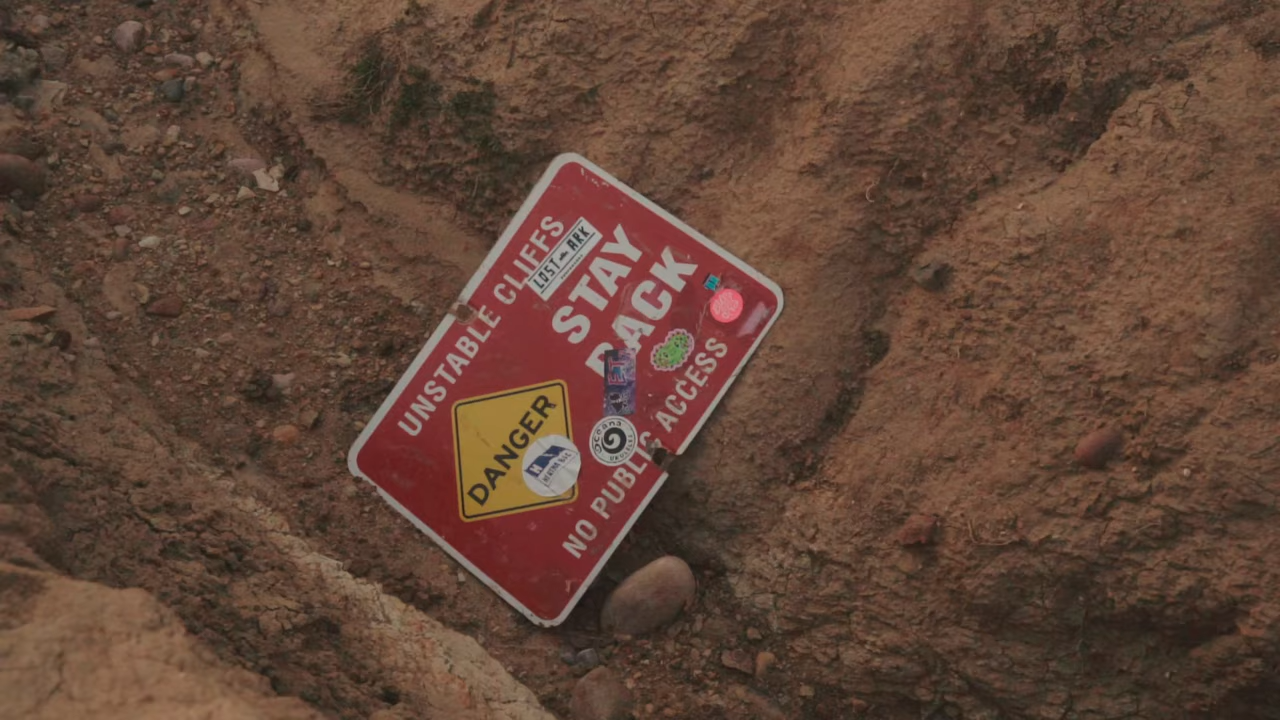 UNSTABLE CLIFFS
LOST ARK
STAY
BACK
DANGER
Oceana
NO PUBLIC ACCESS